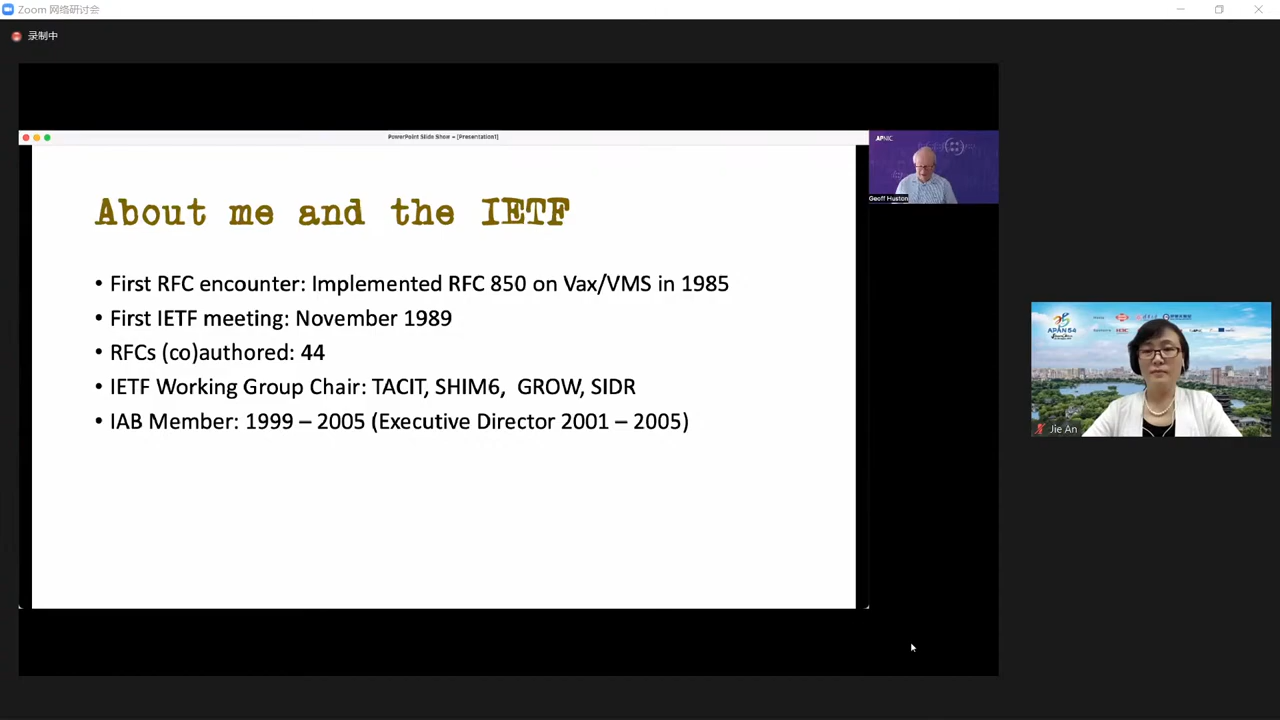 Zoom 网络研讨会
录制中
PowerPoint Slide Show - [Presentation1]
APNIC
Geoff Huston
About me and the IETF
• First RFC encounter: Implemented RFC 850 on Vax/VMS in 1985
• First IETF meeting: November 1989
• RFCs (co)authored: 44
• IETF Working Group Chair: TACIT, SHIM6, GROW, SIDR
• IAB Member: 1999 – 2005 (Executive Director 2001 – 2005)
APAN 54
Jie An